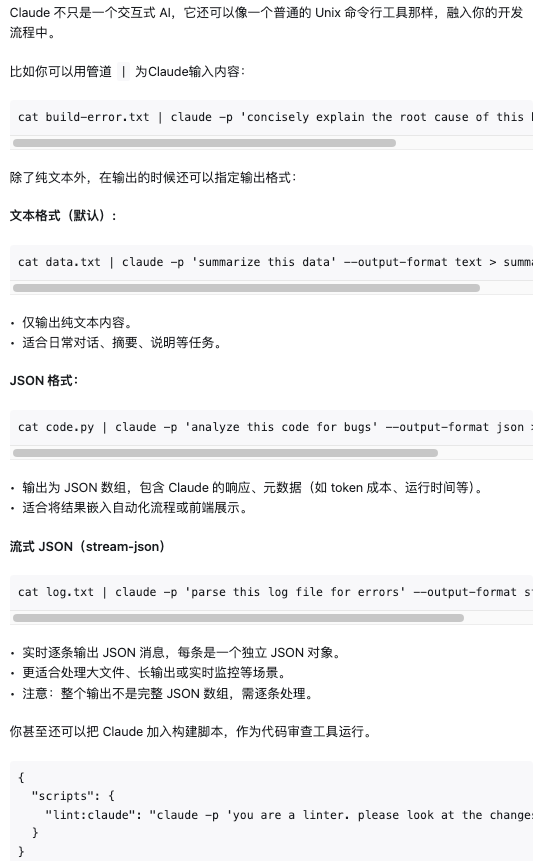 Claude 不只是一个交互式 AI，它还可以像一个普通的 Unix 命令行工具那样，融入你的开发
流程中。
比如你可以用管道 | 为Claude输入内容：
cat build-error.txt | claude -p 'concisely explain the root cause of this
除了纯文本外，在输出的时候还可以指定输出格式：
文本格式（默认）:
cat data.txt | claude -p 'summarize this data' --output-format text > summa
• 仅输出纯文本内容。
• 适合日常对话、摘要、说明等任务。
JSON 格式：
cat code.py | claude -p 'analyze this code for bugs' --output-format json >
• 输出为 JSON 数组，包含 Claude 的响应、元数据（如 token 成本、运行时间等）。
• 适合将结果嵌入自动化流程或前端展示。
流式 JSON（stream-json）
cat log.txt | claude -p 'parse this log file for errors' --output-format st
• 实时逐条输出 JSON 消息，每条是一个独立 JSON 对象。
• 更适合处理大文件、长输出或实时监控等场景。
• 注意：整个输出不是完整 JSON 数组，需逐条处理。
你甚至还可以把 Claude 加入构建脚本，作为代码审查工具运行。
{
"scripts": {
"lint:claude": "claude -p 'you are a linter. please look at the changes
}
}